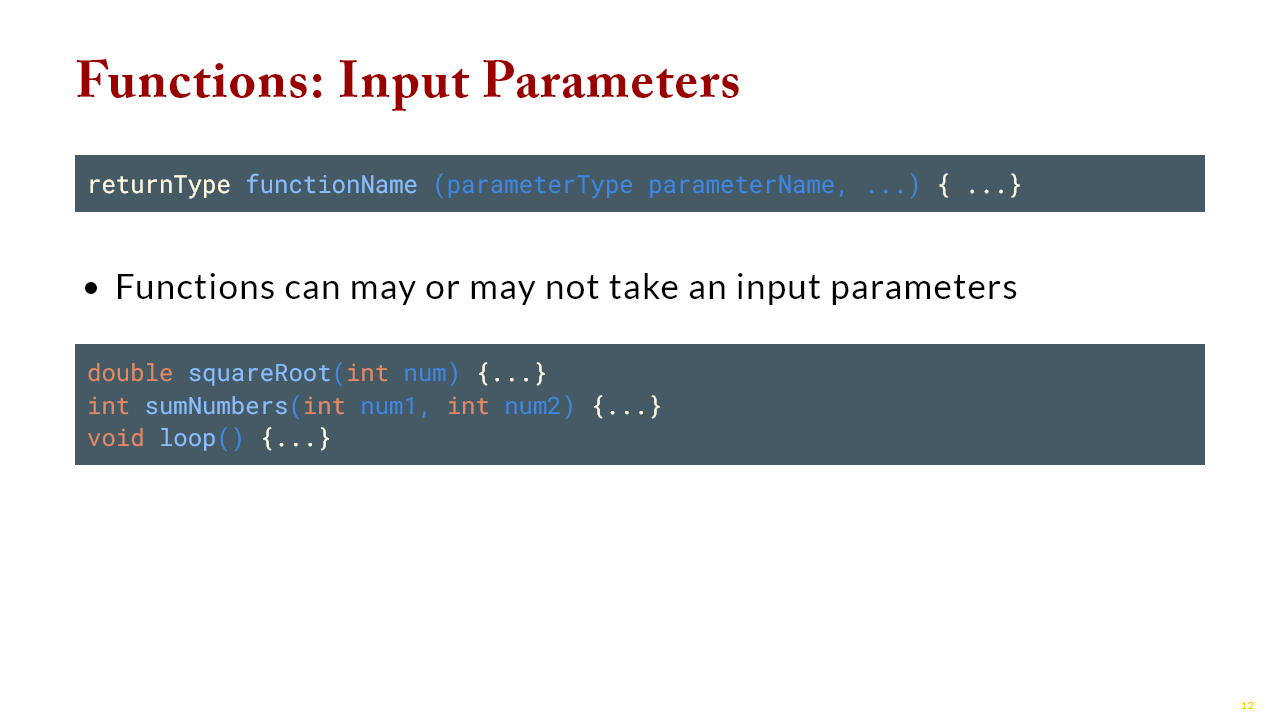 Functions: Input Parameters
returnType functionName (parameterType parameterName, ...) { ...}
• Functions can may or may not take an input parameters
double squareRoot(int num) {...}
int sumNumbers(int num1, int num2) {...}
void loop() {...}
12